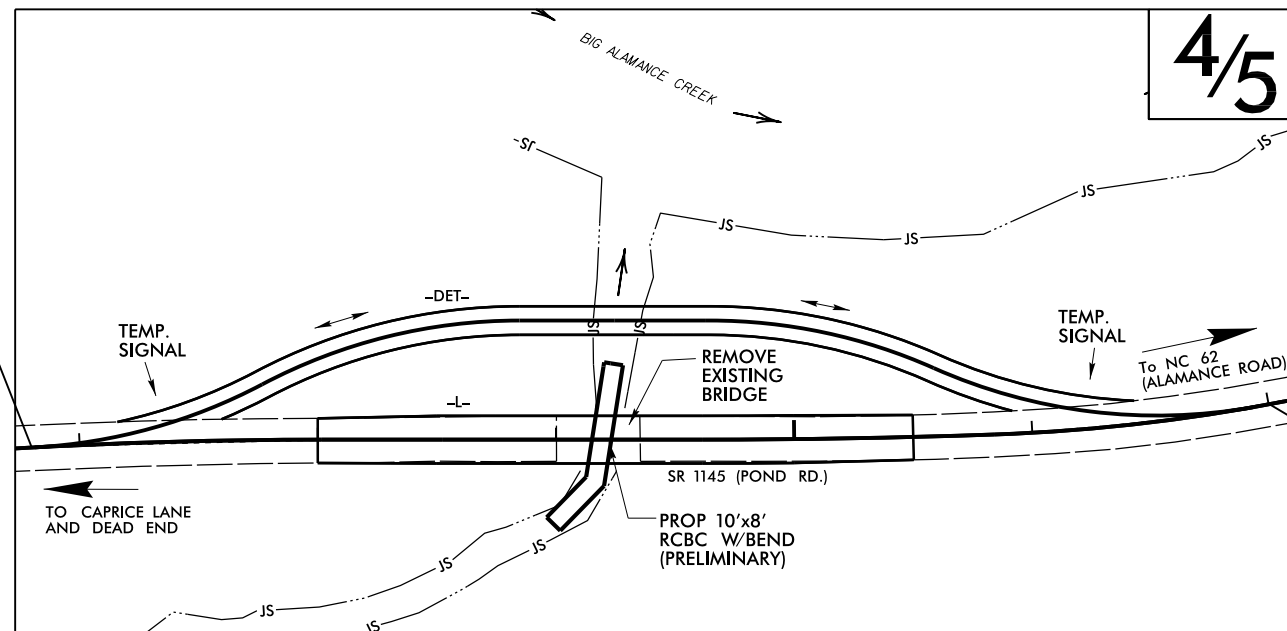 4/5
BIG ALAMANCE CREEK
-JS-
JS
JS
JS
JS
-DET-
TEMP.
SIGNAL
TEMP.
SIGNAL
To NC 62
(ALAMANCE ROAD)
JS
JS
REMOVE
EXISTING
BRIDGE
-L-
SR 1145 (POND RD.)
TO CAPRICE LANE
AND DEAD END
PROP 10'x8'
RCBC W/BEND
(PRELIMINARY)
JS
JS
JS
JS